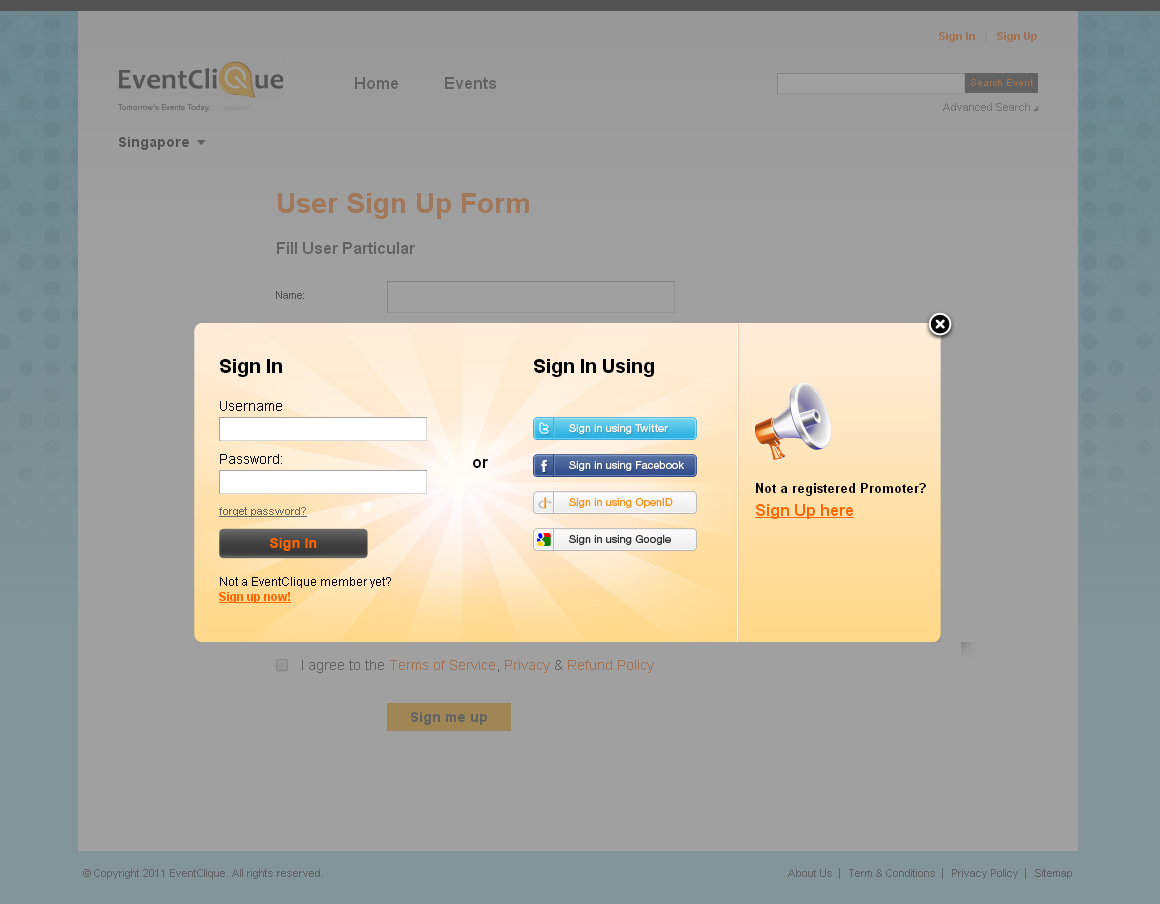 Sign In | Sign Up
EventClique
Tomorrow's Events Today.
Home
Events
Search Event
Advanced Search
Singapore
User Sign Up Form
Fill User Particular
Name:
Sign In
Username
Password:
forget password?
Sign In
Not a EventClique member yet?
Sign up now!
or
Sign In Using
Sign in using Twitter
Sign in using Facebook
Sign in using OpenID
Sign in using Google
Not a registered Promoter?
Sign Up here
I agree to the Terms of Service, Privacy & Refund Policy
Sign me up
© Copyright 2011 EventClique. All rights reserved.
About Us | Term & Conditions | Privacy Policy | Sitemap